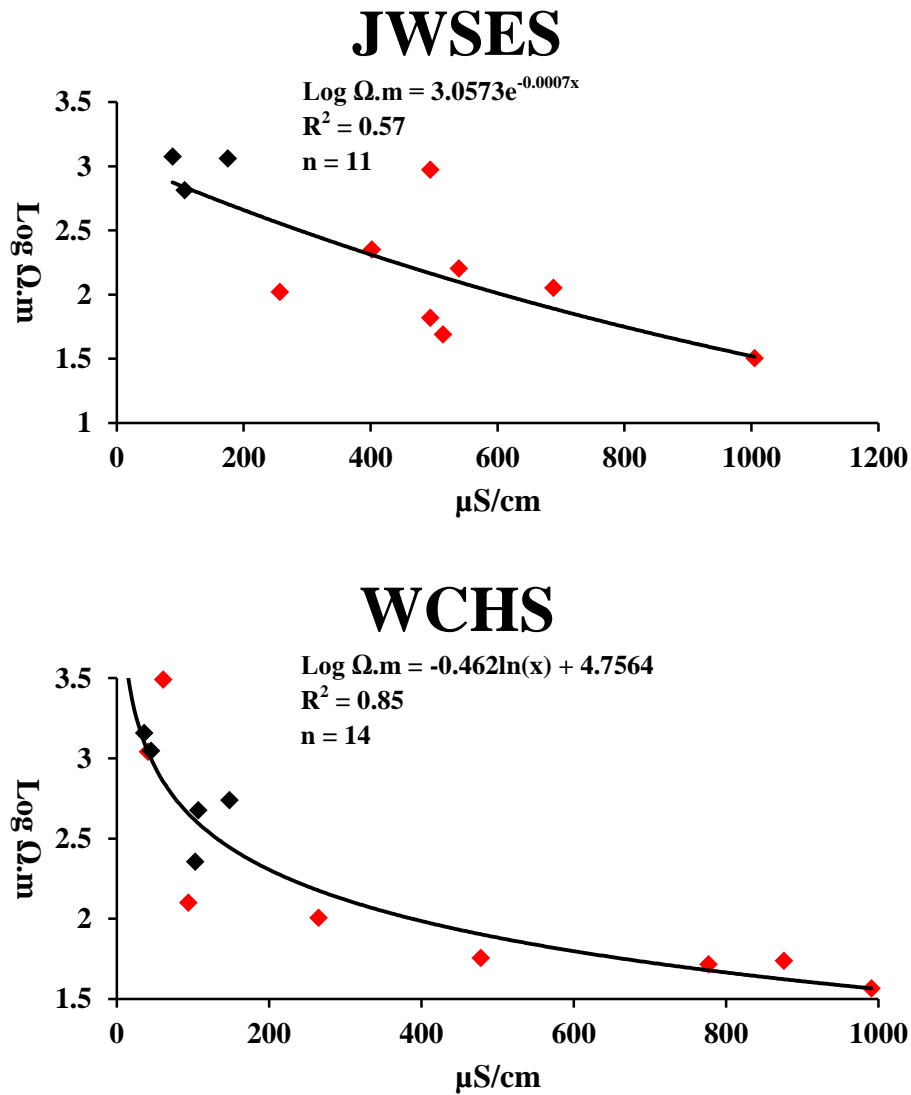 JWSES
Log Ω.m = 3.0573e^-0.0007x
R² = 0.57
n = 11
3.5
3
2.5
2
1.5
1
Log Ω.m
0 200 400 600 800 1000 1200
µS/cm
WCHS
Log Ω.m = -0.462ln(x) + 4.7564
R² = 0.85
n = 14
3.5
3
2.5
2
1.5
Log Ω.m
0 200 400 600 800 1000
µS/cm